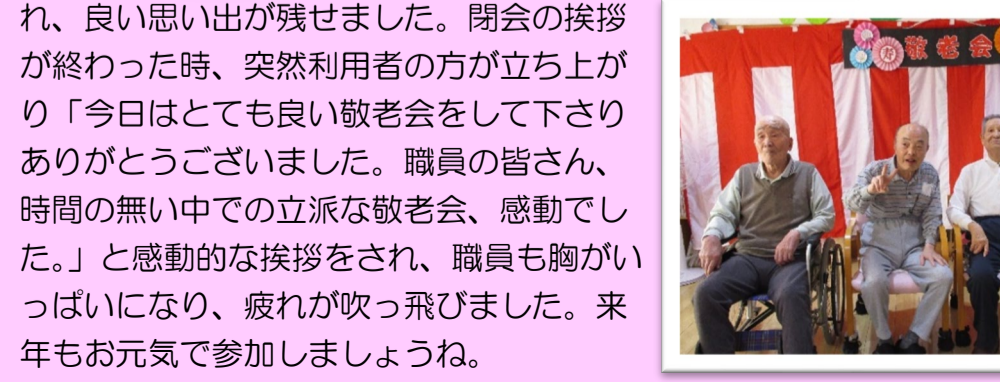 れ、良い思い出が残せました。閉会の挨拶
が終わった時、突然利用者の方が立ち上が
り「今日はとても良い敬老会をして下さり
ありがとうございました。職員の皆さん、
時間の無い中での立派な敬老会、感動でし
た。」と感動的な挨拶をされ、職員も胸がい
っぱいになり、疲れが吹っ飛びました。来
年もお元気で参加しましょうね。
祝 敬老会